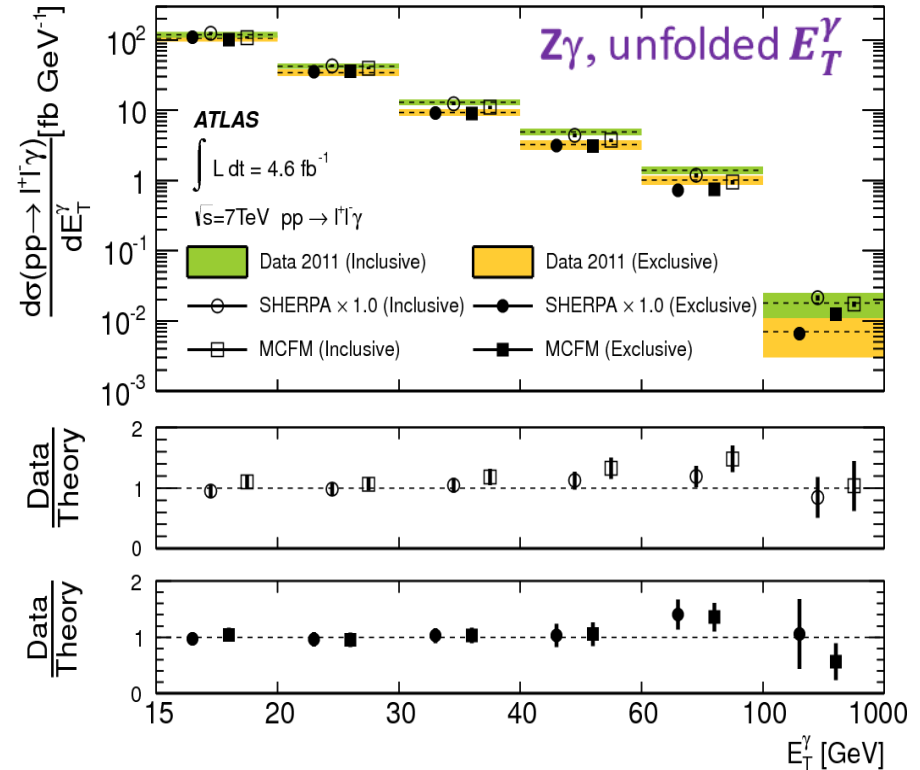 Zγ, unfolded E_T^γ
dσ(pp→ l⁺l⁻γ)
dE_T^γ
[fb GeV⁻¹]
10²
10
1
10⁻¹
10⁻²
10⁻³
ATLAS
∫ L dt = 4.6 fb⁻¹
√s=7TeV pp → l⁺l⁻γ
Data 2011 (Inclusive)
Data 2011 (Exclusive)
SHERPA × 1.0 (Inclusive)
SHERPA × 1.0 (Exclusive)
MCFM (Inclusive)
MCFM (Exclusive)
Data
Theory
2
1
0
Data
Theory
2
1
0
15 20 30 40 60 100 1000
E_T^γ [GeV]